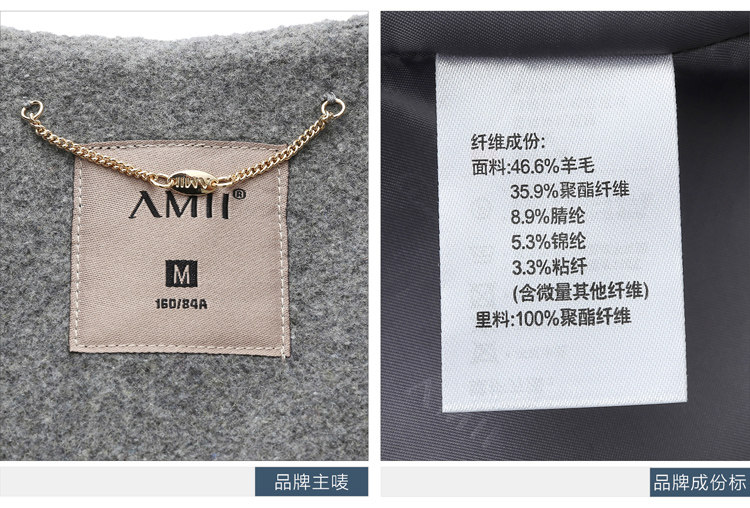 AMII®
M
160/84A
纤维成份:
面料:46.6%羊毛
35.9%聚酯纤维
8.9%腈纶
5.3%锦纶
3.3%粘纤
(含微量其他纤维)
里料:100%聚酯纤维
AMII
品牌主唛
品牌成份标